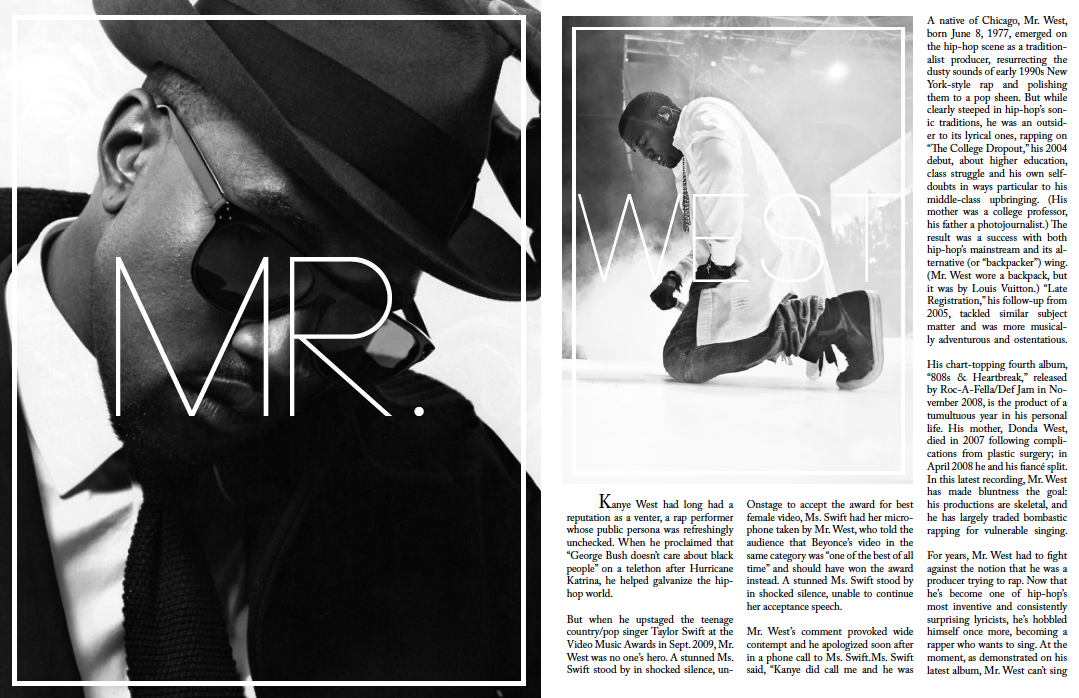 MR.
WEST
Kanye West had long had a
reputation as a venter, a rap performer
whose public persona was refreshingly
unchecked. When he proclaimed that
“George Bush doesn’t care about black
people” on a telethon after Hurricane
Katrina, he helped galvanize the hip-
hop world.
But when he upstaged the teenage
country/pop singer Taylor Swift at the
Video Music Awards in Sept. 2009, Mr.
West was no one’s hero. A stunned Ms.
Swift stood by in shocked silence, un-
Onstage to accept the award for best
female video, Ms. Swift had her micro-
phone taken by Mr. West, who told the
audience that Beyonce’s video in the
same category was “one of the best of all
time” and should have won the award
instead. A stunned Ms. Swift stood by
in shocked silence, unable to continue
her acceptance speech.
Mr. West’s comment provoked wide
contempt and he apologized soon after
in a phone call to Ms. Swift.Ms. Swift
said, “Kanye did call me and he was
A native of Chicago, Mr. West,
born June 8, 1977, emerged on
the hip-hop scene as a tradition-
alist producer, resurrecting the
dusty sounds of early 1990s New
York-style rap and polishing
them to a pop sheen. But while
clearly steeped in hip-hop’s son-
ic traditions, he was an outsid-
er to its lyrical ones, rapping on
“The College Dropout,” his 2004
debut, about higher education,
class struggle and his own self-
doubts in ways particular to his
middle-class upbringing. (His
mother was a college professor,
his father a photojournalist.) The
result was a success with both
hip-hop’s mainstream and its al-
ternative (or “backpacker”) wing.
(Mr. West wore a backpack, but
it was by Louis Vuitton.) “Late
Registration,” his follow-up from
2005, tackled similar subject
matter and was more musical-
ly adventurous and ostentatious.
His chart-topping fourth album,
“808s & Heartbreak,” released
by Roc-A-Fella/Def Jam in No-
vember 2008, is the product of a
tumultuous year in his personal
life. His mother, Donda West,
died in 2007 following compli-
cations from plastic surgery; in
April 2008 he and his fiancé split.
In this latest recording, Mr. West
has made bluntness the goal:
his productions are skeletal, and
he has largely traded bombastic
rapping for vulnerable singing.
For years, Mr. West had to fight
against the notion that he was a
producer trying to rap. Now that
he’s become one of hip-hop’s
most inventive and consistently
surprising lyricists, he’s hobbled
himself once more, becoming a
rapper who wants to sing. At the
moment, as demonstrated on his
latest album, Mr. West can’t sing